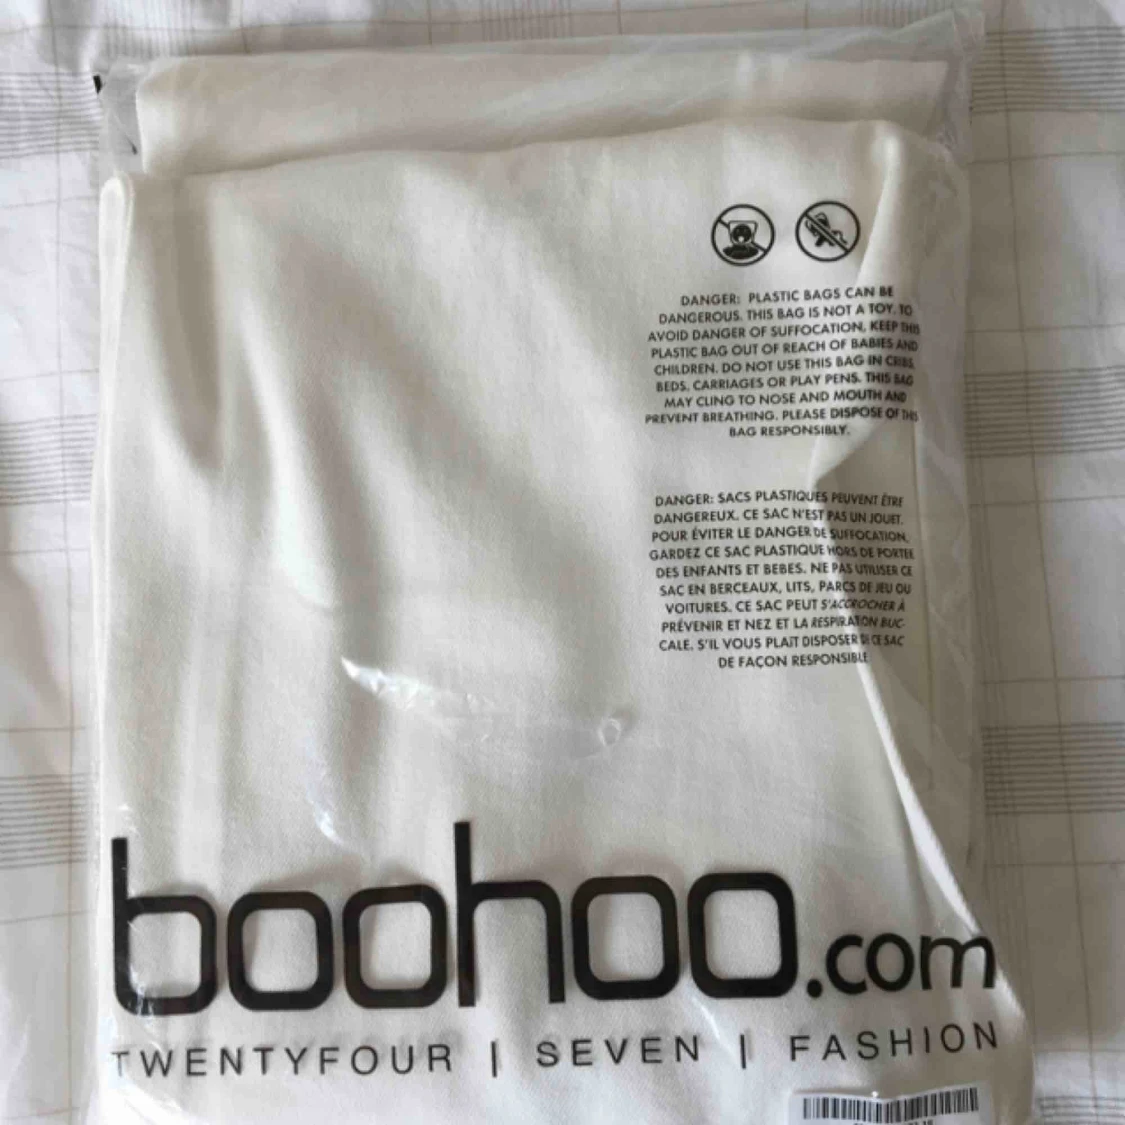 DANGER: PLASTIC BAGS CAN BE
DANGEROUS. THIS BAG IS NOT A TOY. TO
AVOID DANGER OF SUFFOCATION, KEEP THIS
PLASTIC BAG OUT OF REACH OF BABIES AND
CHILDREN. DO NOT USE THIS BAG IN CRIBS,
BEDS, CARRIAGES OR PLAY PENS. THIS BAG
MAY CLING TO NOSE AND MOUTH AND
PREVENT BREATHING. PLEASE DISPOSE OF THIS
BAG RESPONSIBLY.
DANGER: SACS PLASTIQUES PEUVENT ÊTRE
DANGEREUX. CE SAC N'EST PAS UN JOUET.
POUR ÉVITER LE DANGER DE SUFFOCATION,
GARDEZ CE SAC PLASTIQUE HORS DE PORTEE
DES ENFANTS ET BEBES. NE PAS UTILISER CE
SAC EN BERCEAUX, LITS, PARCS DE JEU OU
VOITURES. CE SAC PEUT S'ACCROCHER À
PRÉVENIR ET NEZ ET LA RESPIRATION BUC-
CALE. S'IL VOUS PLAIT DISPOSER DE CE SAC
DE FAÇON RESPONSIBLE
boohoo.com
TWENTYFOUR | SEVEN | FASHION